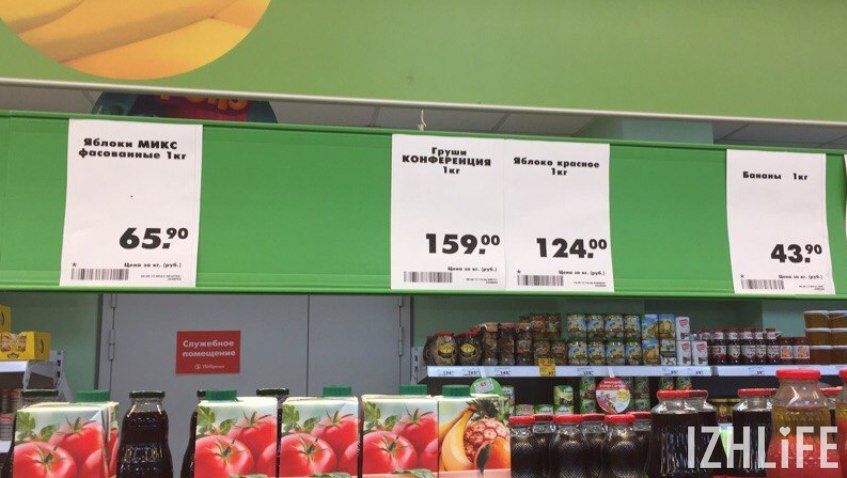 Яблоки МИКС
фасованные 1кг
65.90
Цена за кг. (руб.)
Груши
КОНФЕРЕНЦИЯ
1кг
159.00
Цена за кг. (руб.)
Яблоко красное
1кг
124.00
Цена за кг. (руб.)
Бананы 1кг
43.90
Цена за кг. (руб.)
Служебное
помещение
IZHLIFE